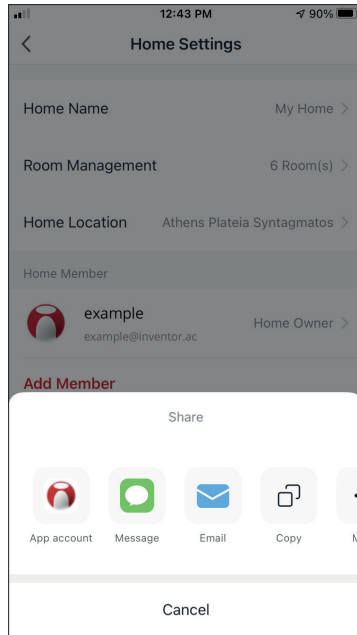 12:43 PM 90%
Home Settings
Home Name My Home
Room Management 6 Room(s)
Home Location Athens Plateia Syntagmatos
Home Member
example
example@inventor.ac
Home Owner
Add Member
Share
App account Message Email Copy
Cancel